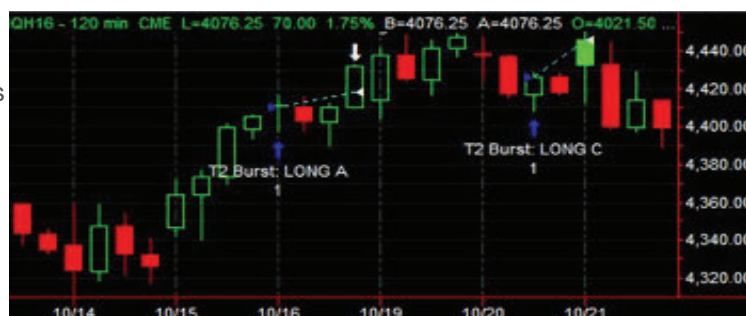 QH16 - 120 min CME L=4076.25 70.00 1.75% B=4076.25 A=4076.25 O=4021.50 ...
4,440.00
s
4,420.00
4,400.00
T2 Burst: LONG C
1
T2 Burst: LONG A
1
4,380.00
4,360.00
4,340.00
4,320.00
10/14 10/15 10/16 10/19 10/20 10/21